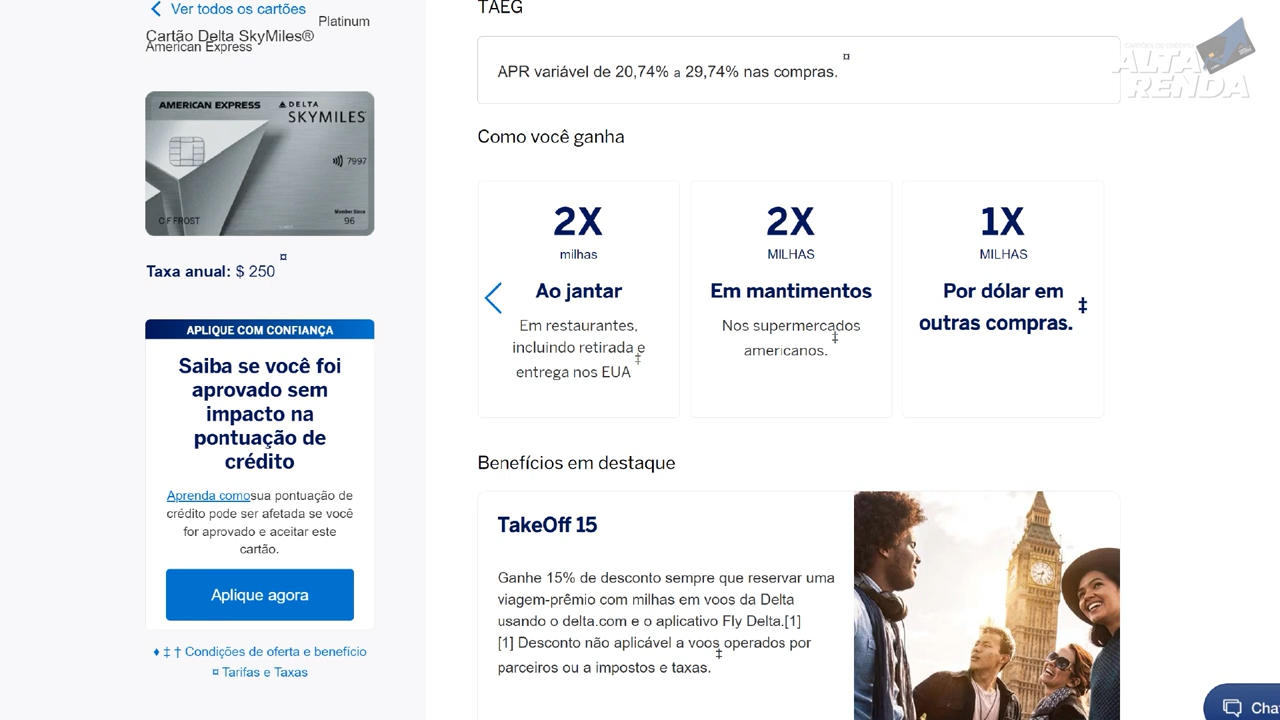 Ver todos os cartões
Platinum
Cartão Delta SkyMiles®
American Express
AMERICAN EXPRESS
DELTA
SKYMILES
7997
Member Since
C F FROST
96
Taxa anual: $ 250 ¤
APLIQUE COM CONFIANÇA
Saiba se você foi
aprovado sem
impacto na
pontuação de
crédito
Aprenda comosua pontuação de
crédito pode ser afetada se você
for aprovado e aceitar este
cartão.
Aplique agora
♦ ‡ † Condições de oferta e benefício
¤ Tarifas e Taxas
TAEG
APR variável de 20,74% a 29,74% nas compras. ¤
Como você ganha
2X
milhas
Ao jantar
Em restaurantes,
incluindo retirada e
entrega nos EUA ‡
2X
MILHAS
Em mantimentos
Nos supermercados
americanos. ‡
1X
MILHAS
Por dólar em
outras compras. ‡
Benefícios em destaque
TakeOff 15
Ganhe 15% de desconto sempre que reservar uma
viagem-prêmio com milhas em voos da Delta
usando o delta.com e o aplicativo Fly Delta.[1]
[1] Desconto não aplicável a voos operados por
parceiros ou a impostos e taxas. ‡
CARTÕES DE CRÉDITO
ALTA
RENDA